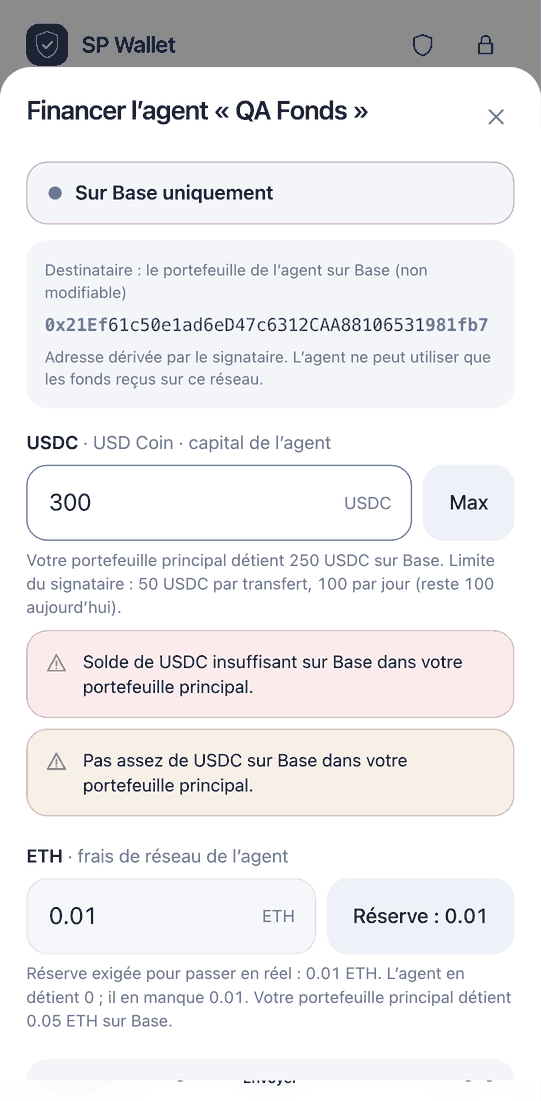 SP Wallet
Financer l’agent « QA Fonds »
Sur Base uniquement
Destinataire : le portefeuille de l’agent sur Base (non
modifiable)
0x21Ef61c50e1ad6eD47c6312CAA88106531981fb7
Adresse dérivée par le signataire. L’agent ne peut utiliser que
les fonds reçus sur ce réseau.
USDC · USD Coin · capital de l’agent
300 USDC Max
Votre portefeuille principal détient 250 USDC sur Base. Limite
du signataire : 50 USDC par transfert, 100 par jour (reste 100
aujourd’hui).
Solde de USDC insuffisant sur Base dans votre
portefeuille principal.
Pas assez de USDC sur Base dans votre
portefeuille principal.
ETH · frais de réseau de l’agent
0.01 ETH Réserve : 0.01
Réserve exigée pour passer en réel : 0.01 ETH. L’agent en
détient 0 ; il en manque 0.01. Votre portefeuille principal détient
0.05 ETH sur Base.
Envoyer